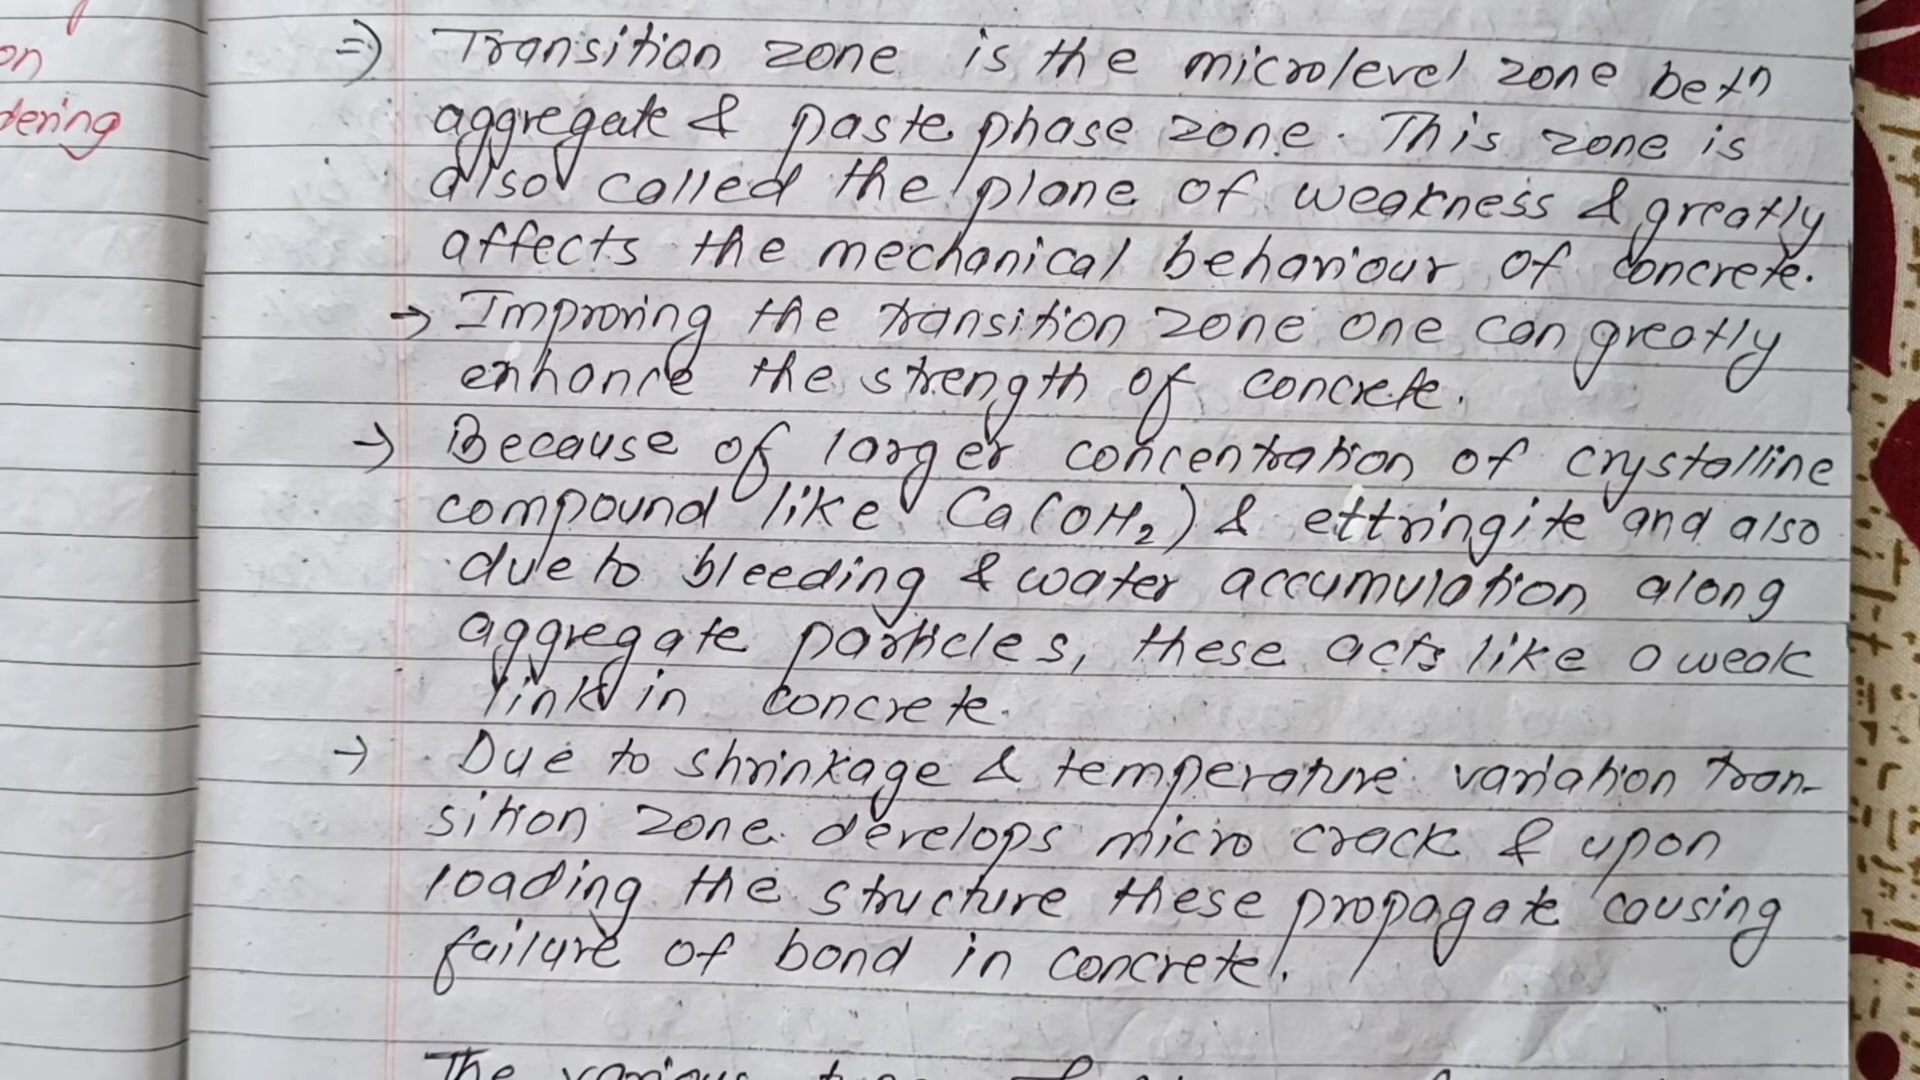 on
dering
=> Transition zone is the microlevel zone betn
aggregate & paste phase zone. This zone is
also called the plane of weakness & greatly
affects the mechanical behaviour of concrete.
→ Improving the transition zone one can greatly
enhance the strength of concrete.
→ Because of larger concentration of crystalline
compound like Ca(OH₂) & ettringite and also
due to bleeding & water accumulation along
aggregate particles, these acts like a weak
link in concrete.
→ Due to shrinkage & temperature variation tran-
sition zone develops micro crack & upon
loading the structure these propagate causing
failure of bond in concrete.
The various